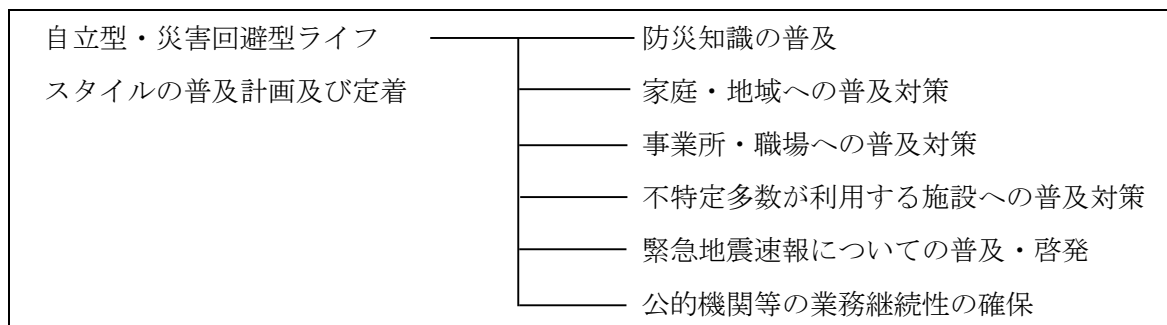 自立型・災害回避型ライフ
スタイルの普及計画及び定着
防災知識の普及
家庭・地域への普及対策
事業所・職場への普及対策
不特定多数が利用する施設への普及対策
緊急地震速報についての普及・啓発
公的機関等の業務継続性の確保